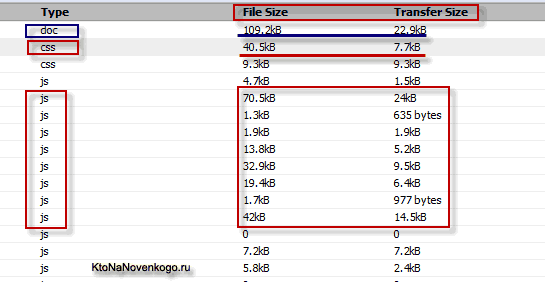 Type File Size Transfer Size
doc 109.2kB 22.9kB
css 40.5kB 7.7kB
css 9.3kB 9.3kB
js 4.7kB 1.5kB
js 70.5kB 24kB
js 1.3kB 635 bytes
js 1.9kB 1.9kB
js 13.8kB 5.2kB
js 32.9kB 9.5kB
js 19.4kB 6.4kB
js 1.7kB 977 bytes
js 42kB 14.5kB
js 0 0
js 7.2kB 7.2kB
js 5.8kB 2.4kB
KtoNaNovenkogo.ru